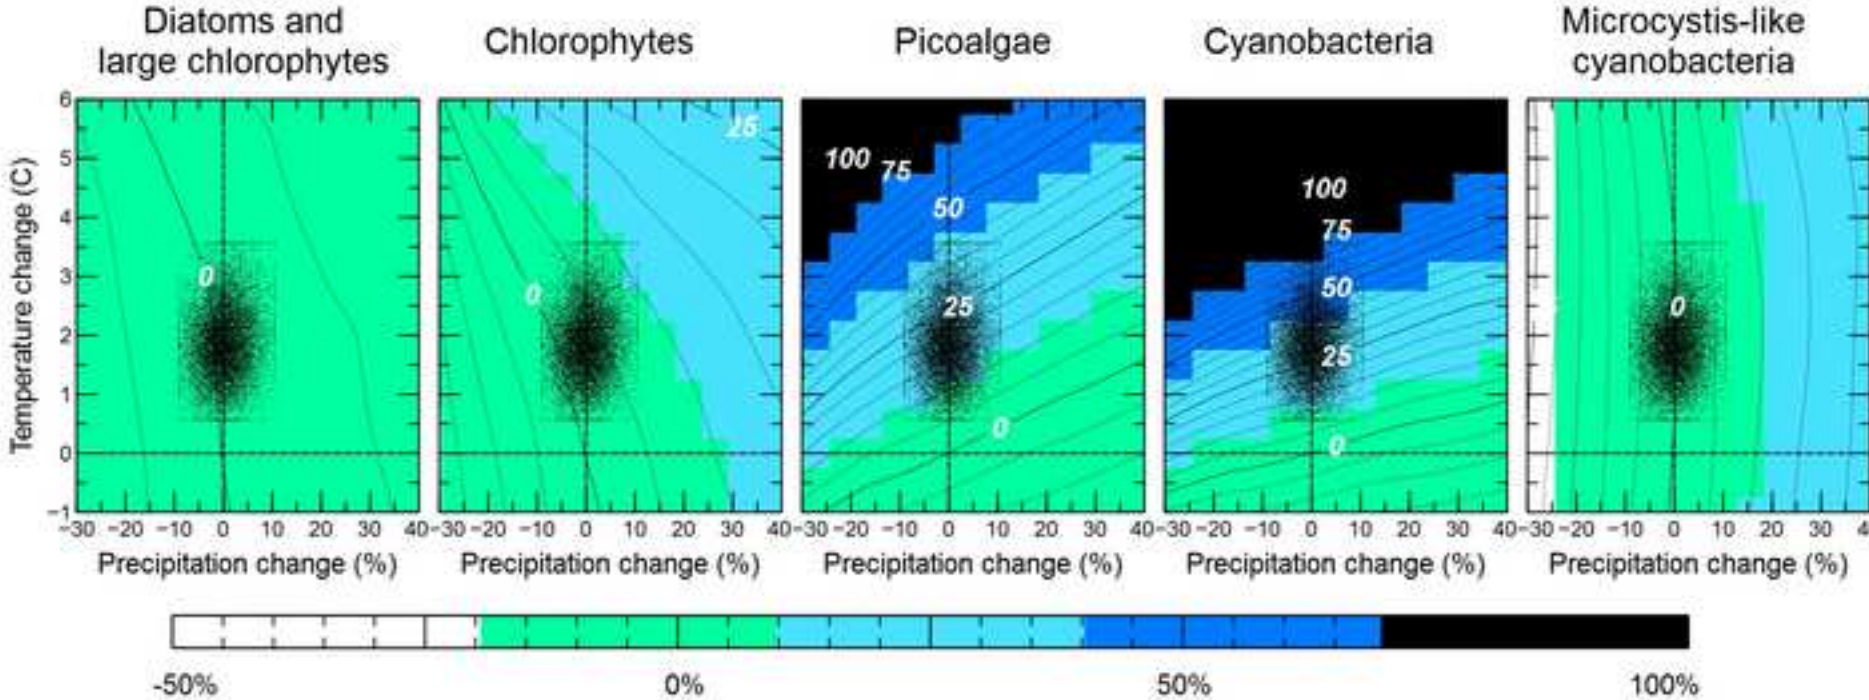 Diatoms and
large chlorophytes
Chlorophytes
Picoalgae
Cyanobacteria
Microcystis-like
cyanobacteria
Temperature change (C)
6
5
4
3
2
1
0
−1
0
25
0
100
75
50
25
0
100
75
50
25
0
0
−30 −20 −10 0 10 20 30 40
−30 −20 −10 0 10 20 30 40
−30 −20 −10 0 10 20 30 40
−30 −20 −10 0 10 20 30 40
−30 −20 −10 0 10 20 30
Precipitation change (%)
Precipitation change (%)
Precipitation change (%)
Precipitation change (%)
Precipitation change (%)
-50% 0% 50% 100%